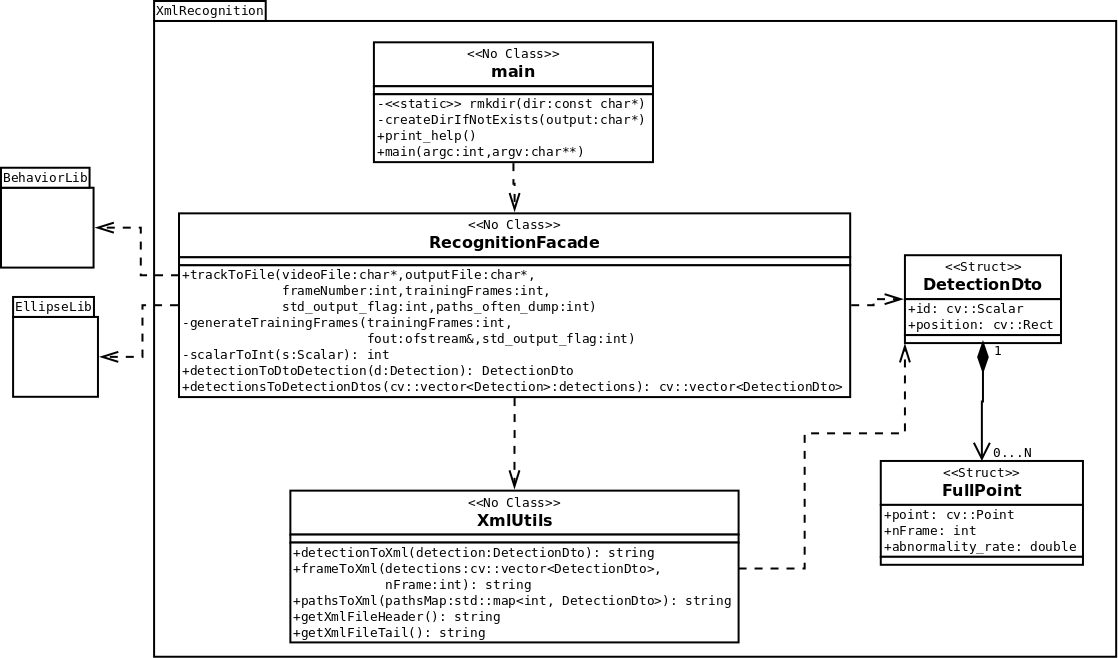 XmlRecognition
<<No Class>>
main
-<<static>> rmkdir(dir:const char*)
-createDirIfNotExists(output:char*)
+print_help()
+main(argc:int,argv:char**)
BehaviorLib
EllipseLib
<<No Class>>
RecognitionFacade
+trackToFile(videoFile:char*,outputFile:char*,
frameNumber:int,trainingFrames:int,
std_output_flag:int,paths_often_dump:int)
-generateTrainingFrames(trainingFrames:int,
fout:ofstream&,std_output_flag:int)
-scalarToInt(s:Scalar): int
+detectionToDtoDetection(d:Detection): DetectionDto
+detectionsToDetectionDtos(cv::vector<Detection>:detections): cv::vector<DetectionDto>
<<Struct>>
DetectionDto
+id: cv::Scalar
+position: cv::Rect
1
0...N
<<Struct>>
FullPoint
+point: cv::Point
+nFrame: int
+abnormality_rate: double
<<No Class>>
XmlUtils
+detectionToXml(detection:DetectionDto): string
+frameToXml(detections:cv::vector<DetectionDto>,
nFrame:int): string
+pathsToXml(pathsMap:std::map<int, DetectionDto>): string
+getXmlFileHeader(): string
+getXmlFileTail(): string